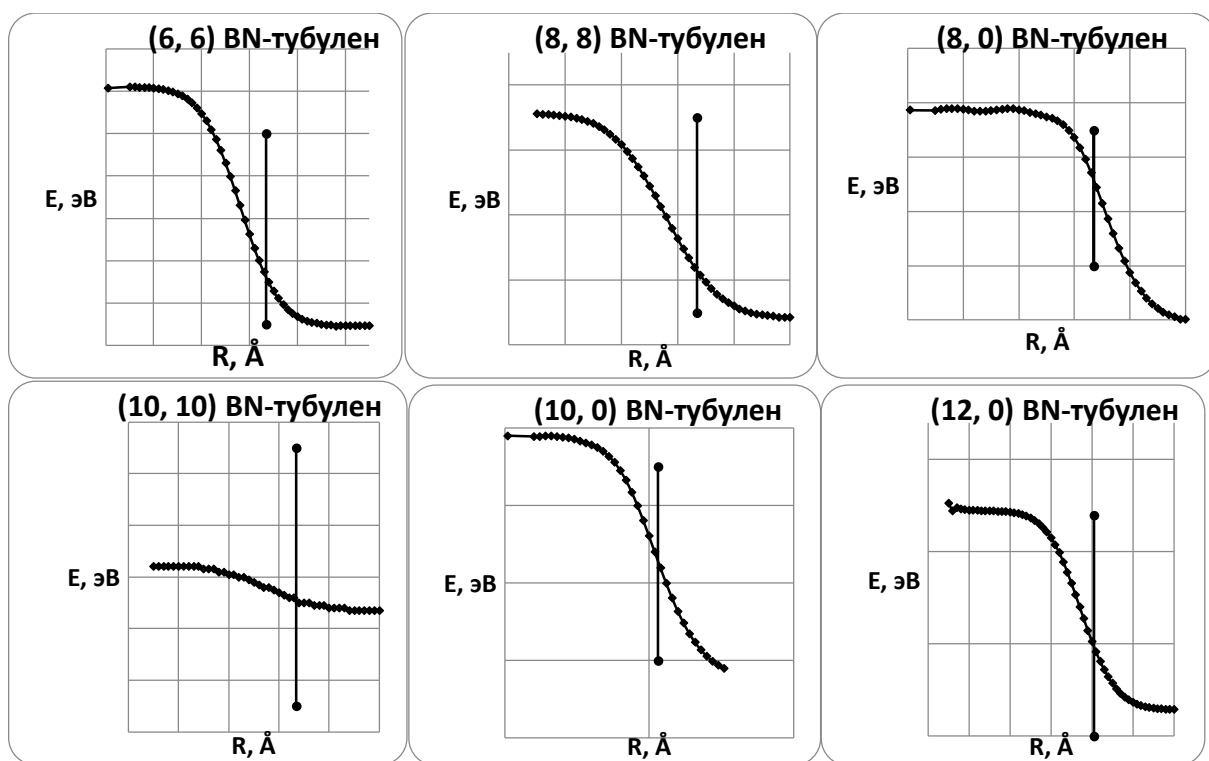 (6, 6) BN-тубулен
E, эВ
R, Å
(8, 8) BN-тубулен
E, эВ
R, Å
(8, 0) BN-тубулен
E, эВ
R, Å
(10, 10) BN-тубулен
E, эВ
R, Å
(10, 0) BN-тубулен
E, эВ
R, Å
(12, 0) BN-тубулен
E, эВ
R, Å